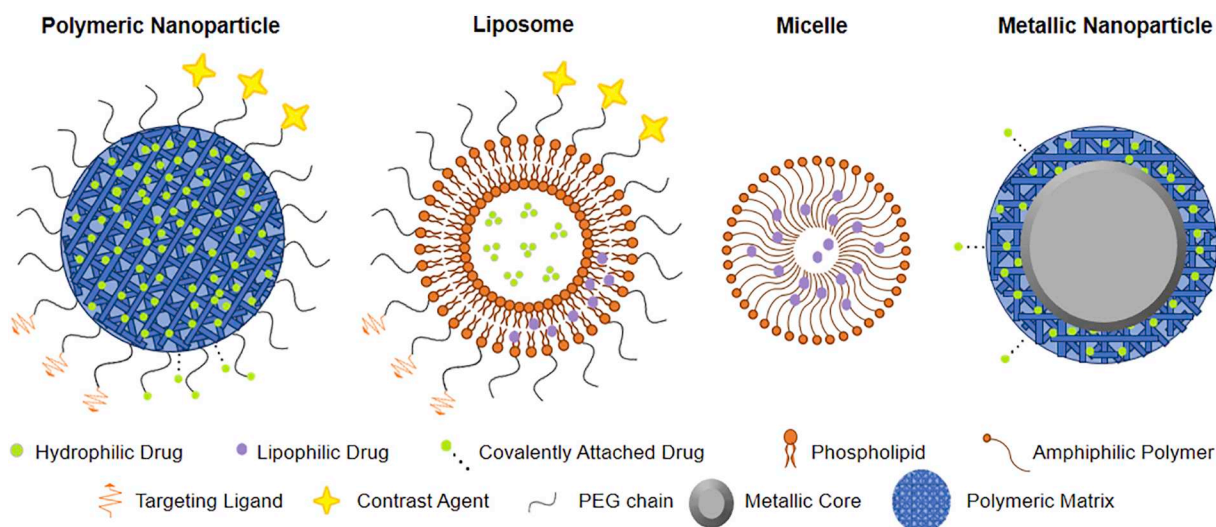 Polymeric Nanoparticle
Liposome
Micelle
Metallic Nanoparticle
Hydrophilic Drug
Lipophilic Drug
Covalently Attached Drug
Phospholipid
Amphiphilic Polymer
Targeting Ligand
Contrast Agent
PEG chain
Metallic Core
Polymeric Matrix